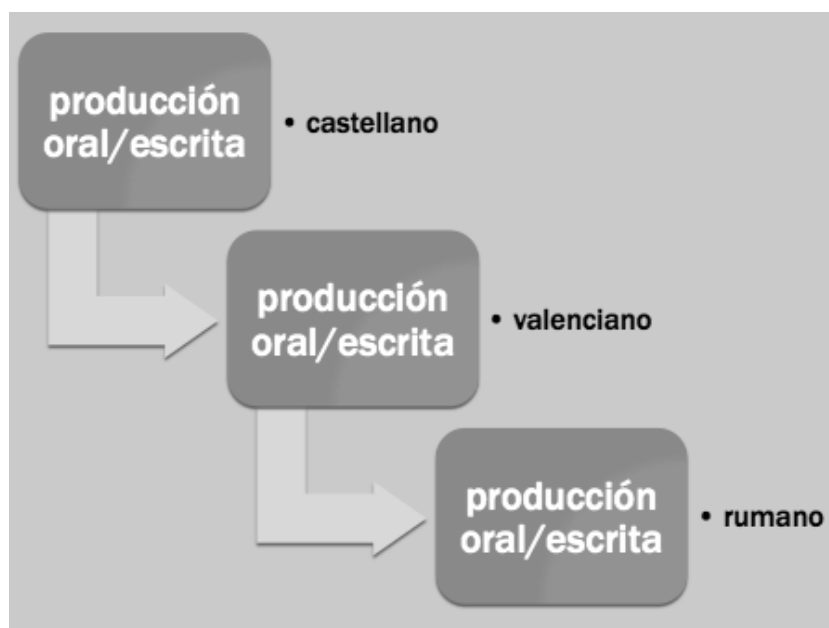 producción
oral/escrita
• castellano
producción
oral/escrita
• valenciano
producción
oral/escrita
• rumano